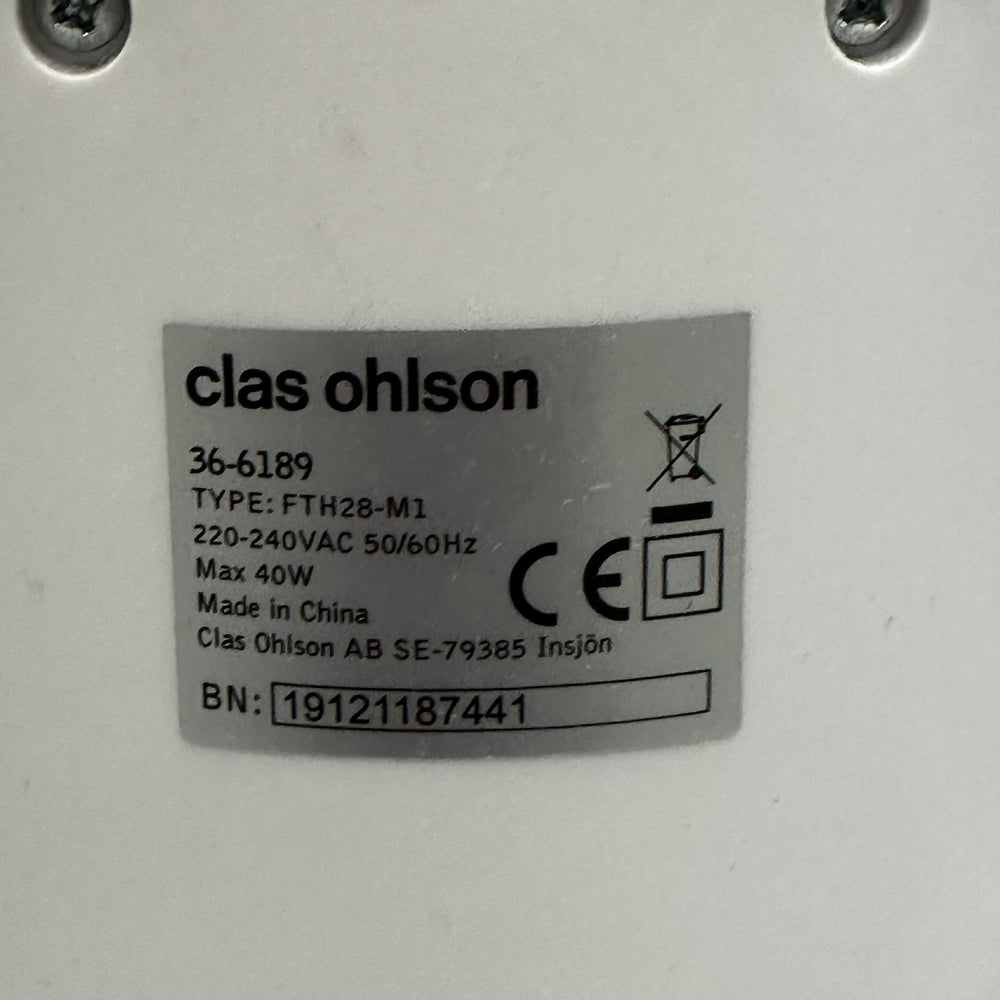 clas ohlson
36-6189
TYPE: FTH28-M1
220-240VAC 50/60Hz
Max 40W
Made in China
Clas Ohlson AB SE-79385 Insjön
BN: 19121187441
CE